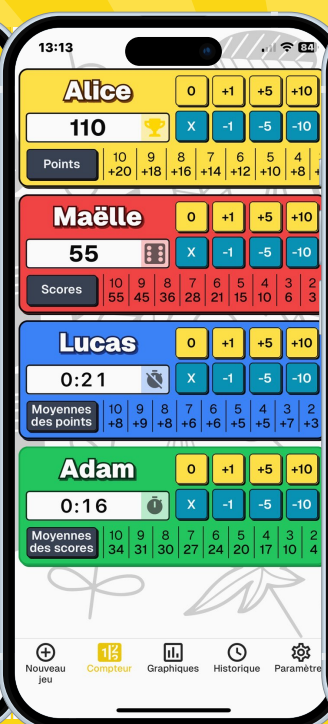 13:13
84
Alice
0 +1 +5 +10
110
X -1 -5 -10
Points
10 9 8 7 6 5 4
+20 +18 +16 +14 +12 +10 +8
Maëlle
0 +1 +5 +10
55
X -1 -5 -10
Scores
10 9 8 7 6 5 4 3 2
55 45 36 28 21 15 10 6 3
Lucas
0 +1 +5 +10
0:21
X -1 -5 -10
Moyennes
des points
10 9 8 7 6 5 4 3 2
+8 +9 +8 +7 +6 +6 +5 +5 +7 +3
Adam
0 +1 +5 +10
0:16
X -1 -5 -10
Moyennes
des scores
10 9 8 7 6 5 4 3 2
34 31 30 27 24 20 17 10 4
Nouveau
jeu
Compteur
Graphiques
Historique
Paramètre